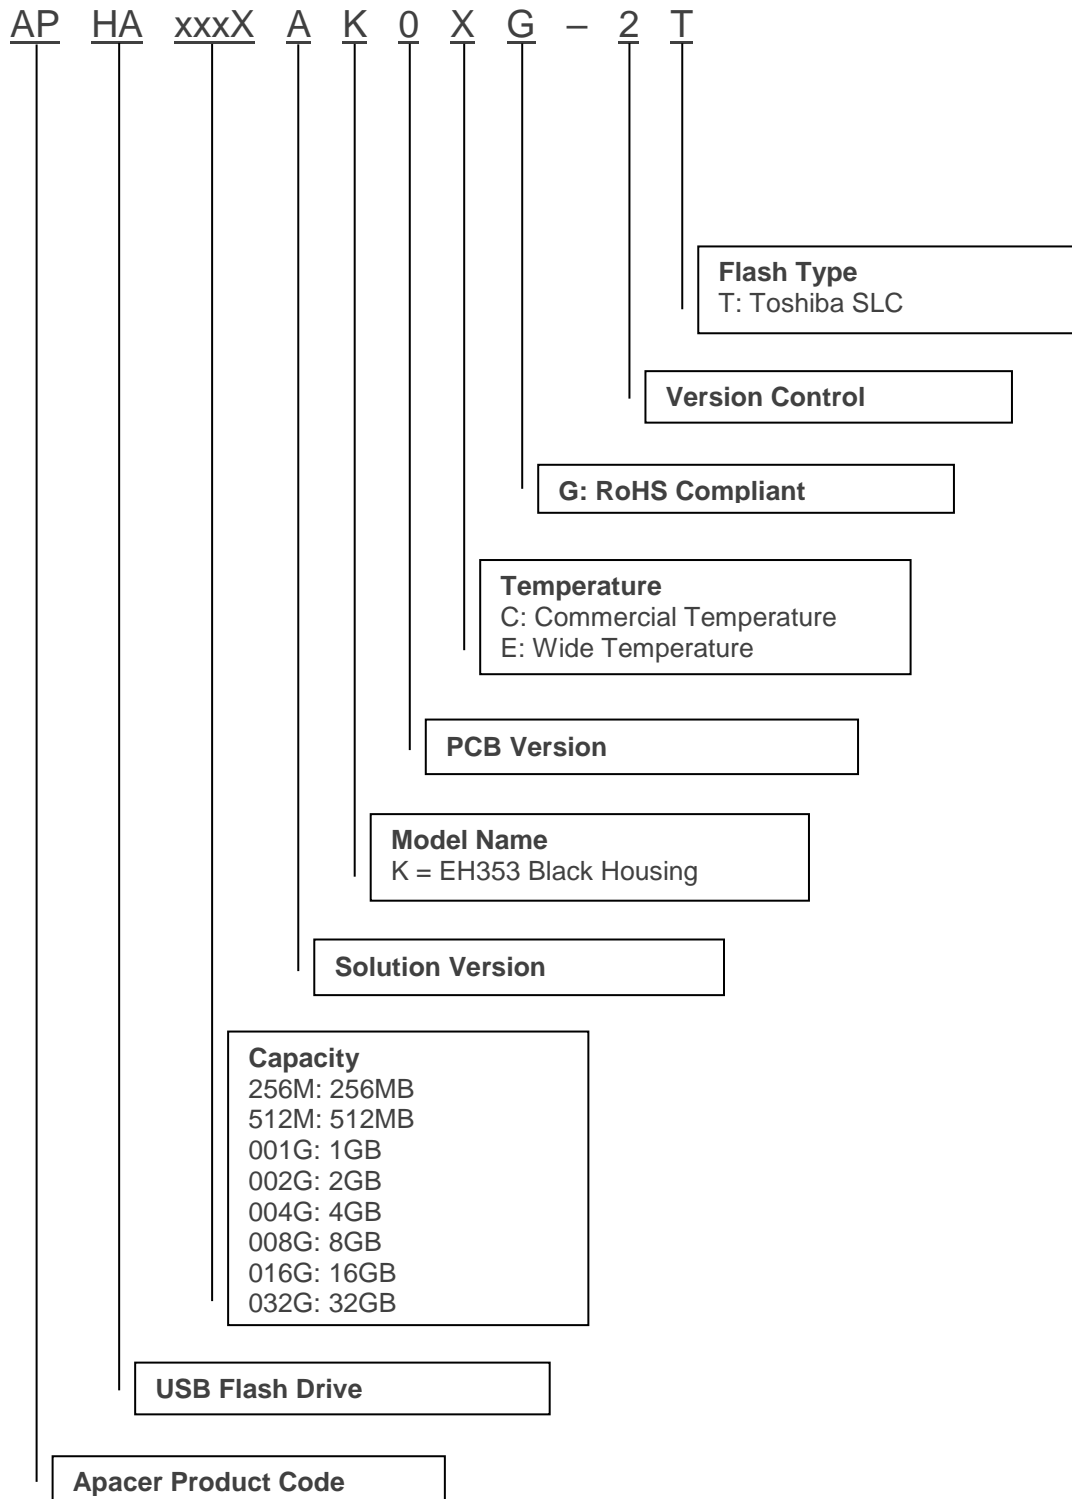 AP HA xxxX A K 0 X G – 2 T
Flash Type
T: Toshiba SLC
Version Control
G: RoHS Compliant
Temperature
C: Commercial Temperature
E: Wide Temperature
PCB Version
Model Name
K = EH353 Black Housing
Solution Version
Capacity
256M: 256MB
512M: 512MB
001G: 1GB
002G: 2GB
004G: 4GB
008G: 8GB
016G: 16GB
032G: 32GB
USB Flash Drive
Apacer Product Code